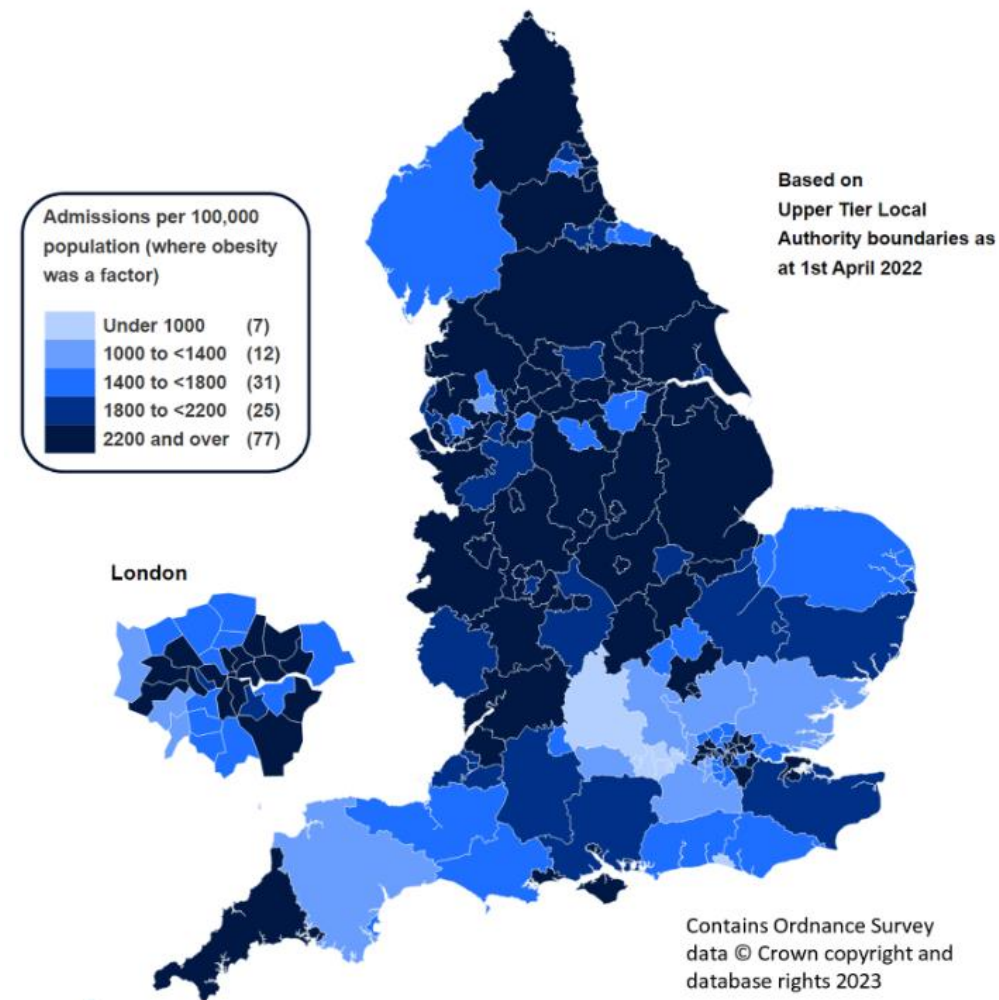 Based on
Upper Tier Local
Authority boundaries as
at 1st April 2022
Admissions per 100,000
population (where obesity
was a factor)
Under 1000 (7)
1000 to <1400 (12)
1400 to <1800 (31)
1800 to <2200 (25)
2200 and over (77)
London
Contains Ordnance Survey
data © Crown copyright and
database rights 2023